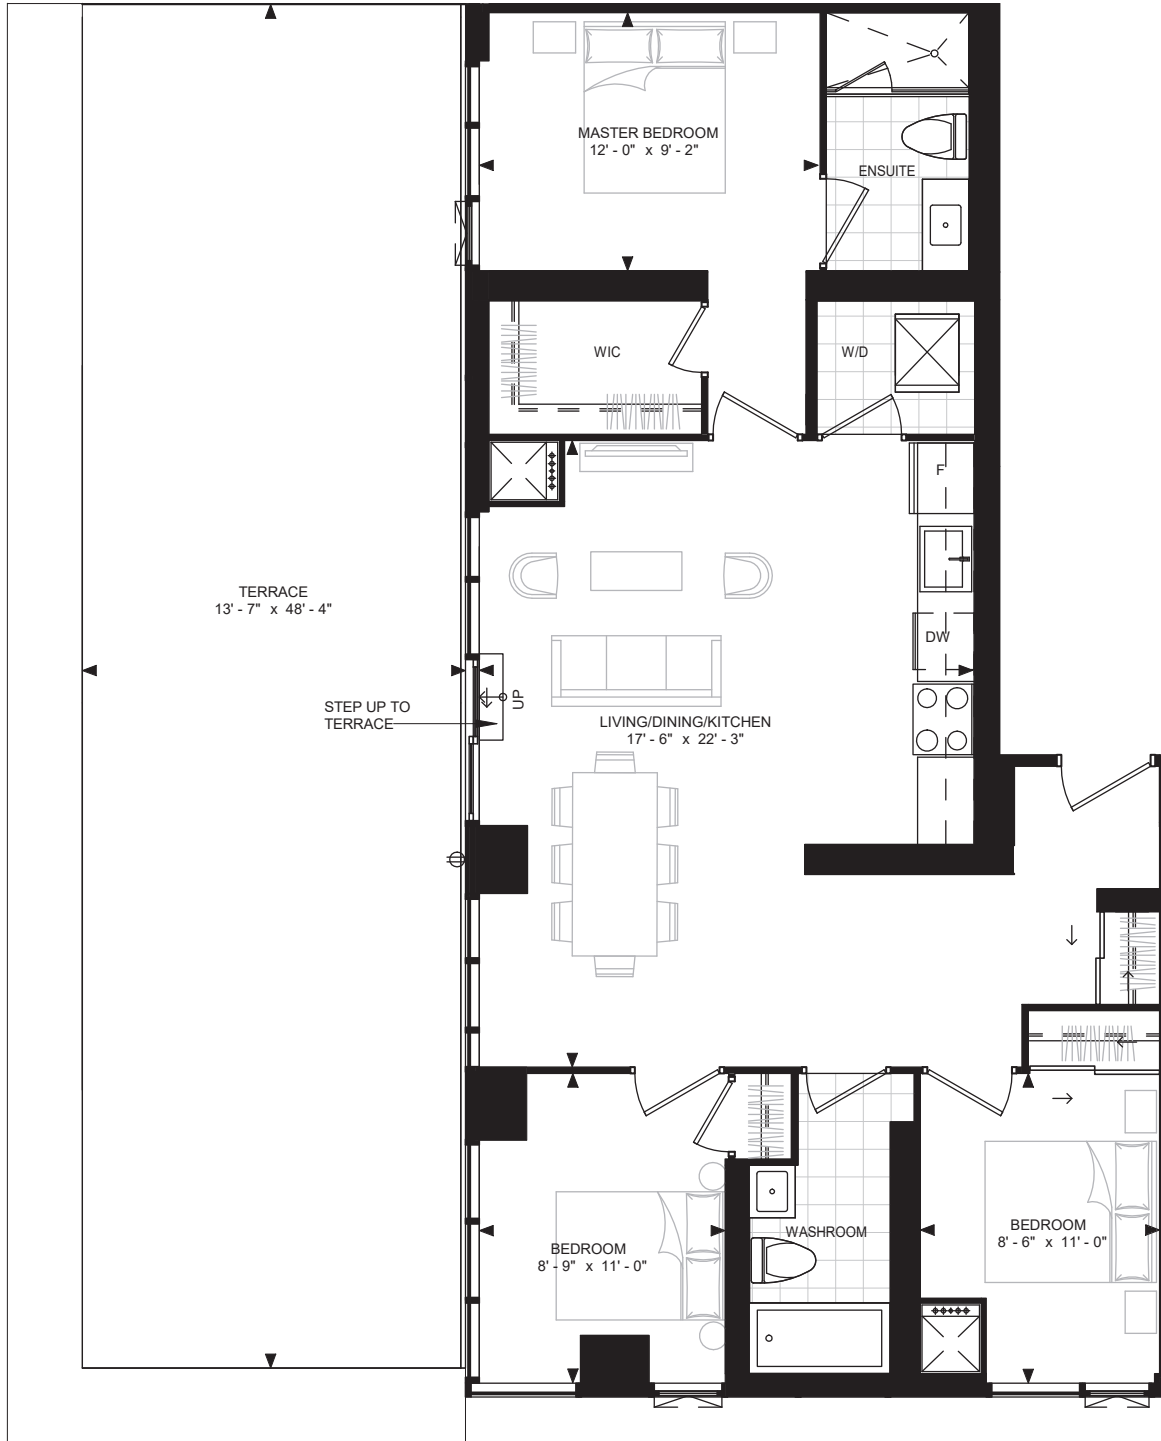 MASTER BEDROOM
12' - 0" x 9' - 2"
ENSUITE
WIC
W/D
F
TERRACE
13' - 7" x 48' - 4"
DW
UP
STEP UP TO
TERRACE
LIVING/DINING/KITCHEN
17' - 6" x 22' - 3"
BEDROOM
8' - 9" x 11' - 0"
WASHROOM
BEDROOM
8' - 6" x 11' - 0"